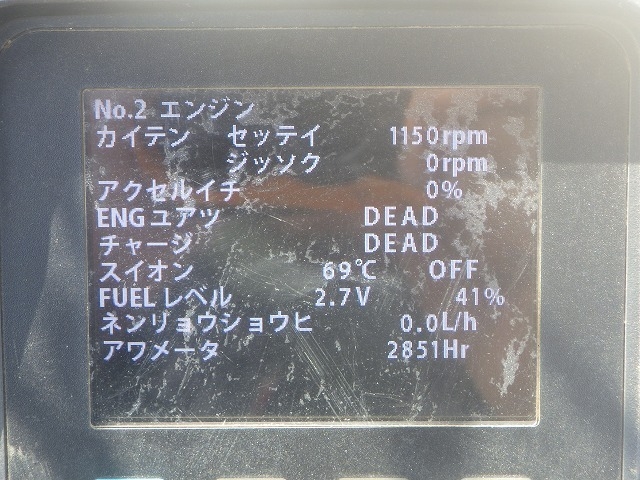 No.2 エンジン
カイテン セッテイ 1150rpm
ジッソク 0rpm
アクセルイチ 0%
ENGユアツ DEAD
チャージ DEAD
スイオン 69℃ OFF
FUELレベル 2.7V 41%
ネンリョウショウヒ 0.0L/h
アワメータ 2851Hr